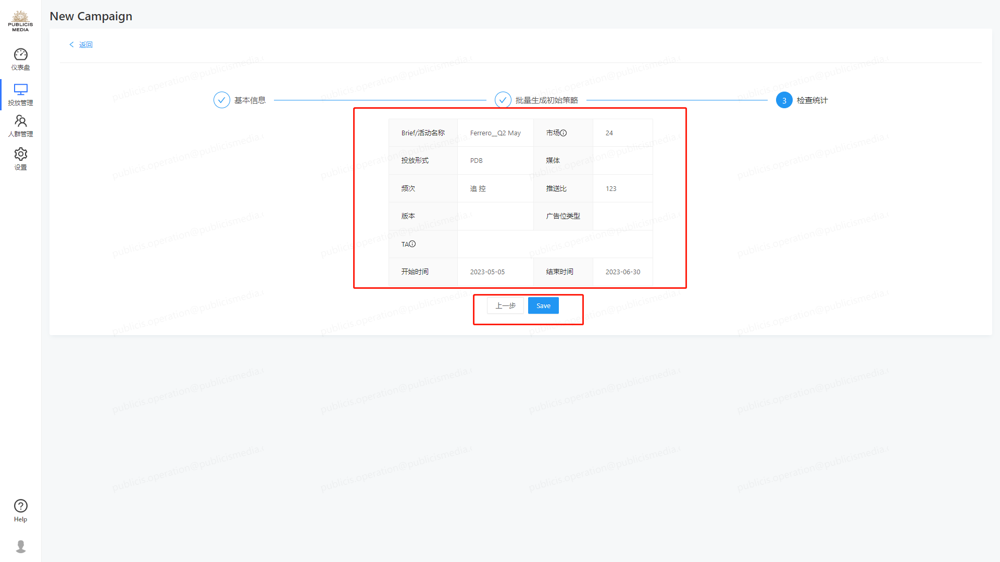 New Campaign
PUBLICIS
MEDIA
返回
仪表盘
投放管理
人群管理
设置
基本信息
批量生成初始策略
3 检查统计
Brief/活动名称 Ferrero__Q2 May 市场 24
投放形式 PDB 媒体
频次 追 控 推送比 123
版本 广告位类型
TA
开始时间 2023-05-05 结束时间 2023-06-30
上一步 Save
Help
publicis.operation@publicismedia.c